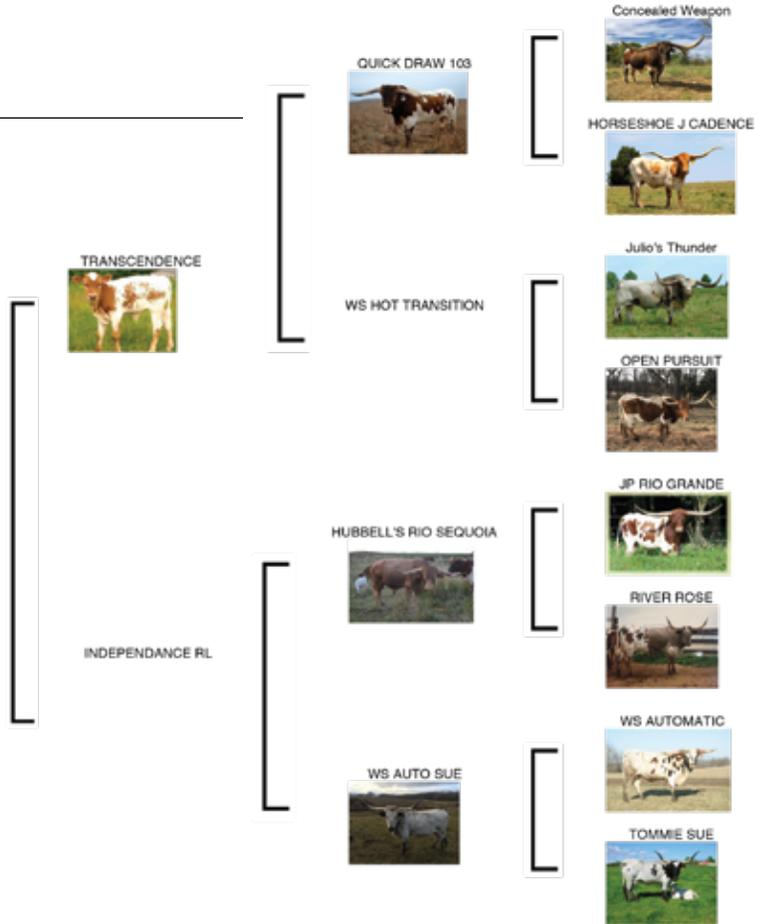 Concealed Weapon
QUICK DRAW 103
HORSESHOE J CADENCE
TRANSCENDENCE
Julio's Thunder
WS HOT TRANSITION
OPEN PURSUIT
JP RIO GRANDE
HUBBELL'S RIO SEQUOIA
RIVER ROSE
INDEPENDANCE RL
WS AUTOMATIC
WS AUTO SUE
TOMMIE SUE